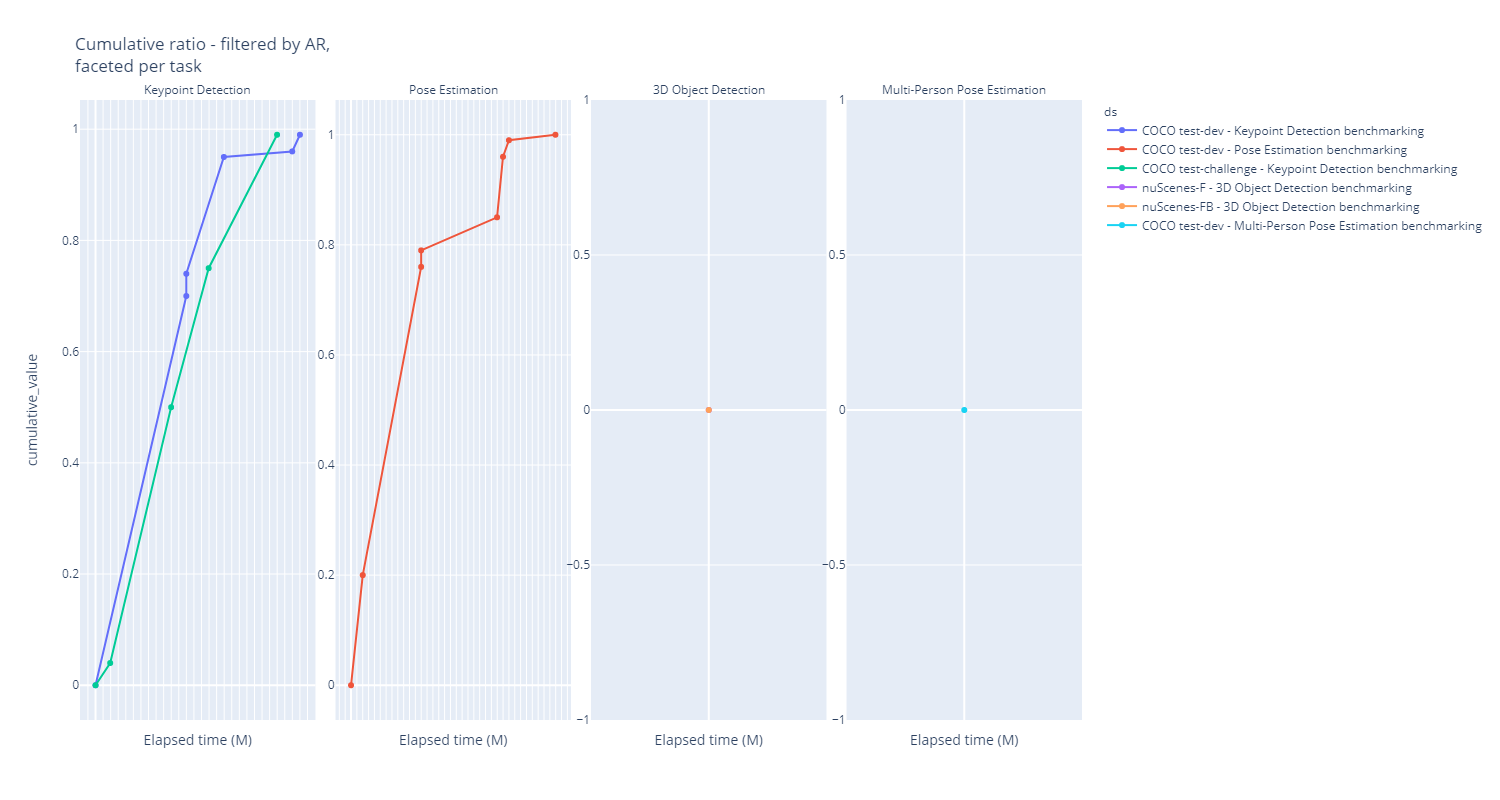 Cumulative ratio - filtered by AR,
faceted per task
Keypoint Detection
Pose Estimation
3D Object Detection
Multi-Person Pose Estimation
cumulative_value
1
0.8
0.6
0.4
0.2
0
1
0.8
0.6
0.4
0.2
0
1
0.5
0
−0.5
−1
1
0.5
0
−0.5
−1
Elapsed time (M)
Elapsed time (M)
Elapsed time (M)
Elapsed time (M)
ds
COCO test-dev - Keypoint Detection benchmarking
COCO test-dev - Pose Estimation benchmarking
COCO test-challenge - Keypoint Detection benchmarking
nuScenes-F - 3D Object Detection benchmarking
nuScenes-FB - 3D Object Detection benchmarking
COCO test-dev - Multi-Person Pose Estimation benchmarking